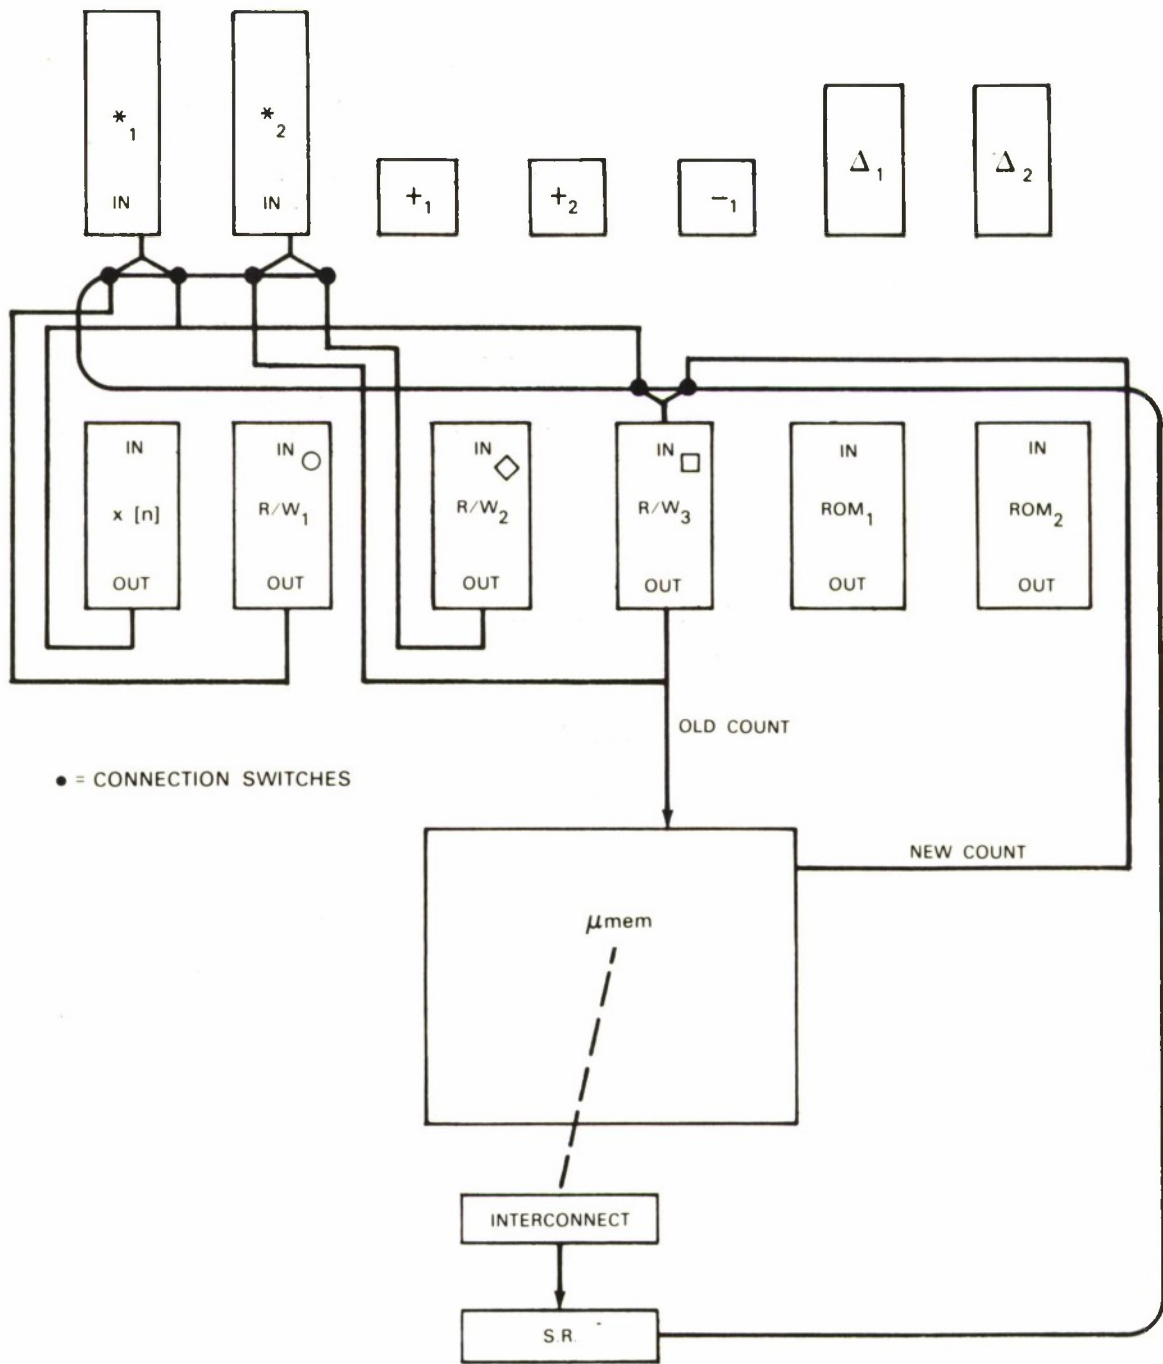 *1
*2
IN
IN
+1
+2
−1
Δ1
Δ2
IN
x [n]
OUT
IN
R/W1
OUT
IN
R/W2
OUT
IN
R/W3
OUT
IN
ROM1
OUT
IN
ROM2
OUT
OLD COUNT
● = CONNECTION SWITCHES
NEW COUNT
μmem
INTERCONNECT
S.R.